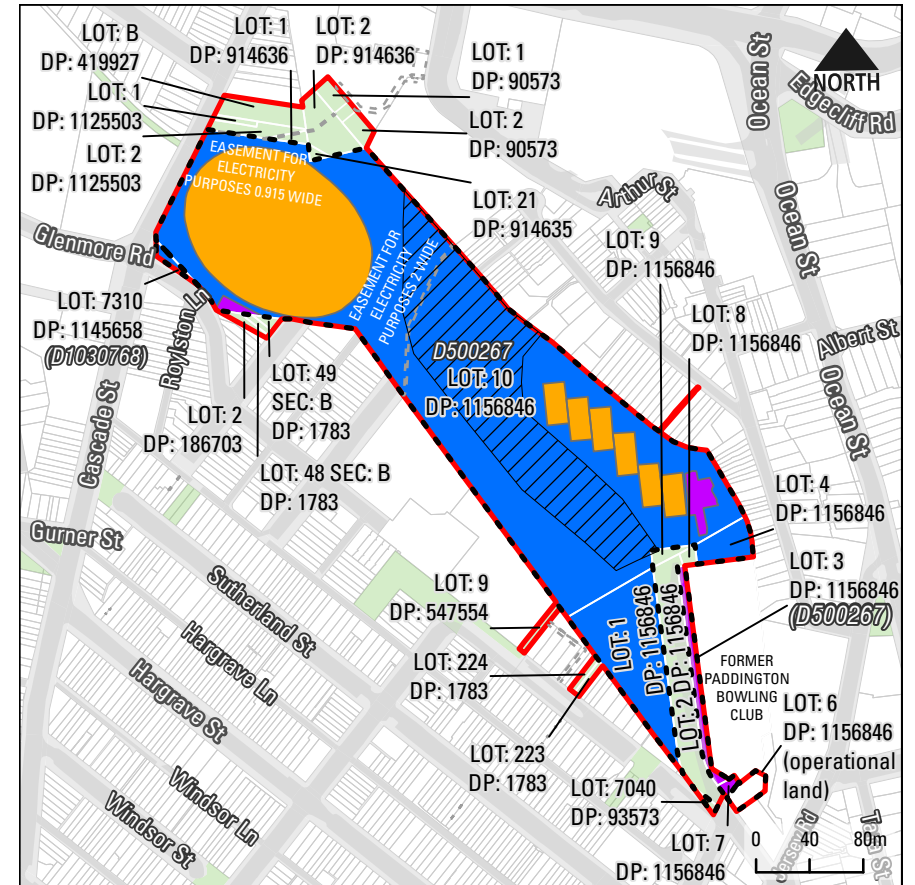 LOT: B
DP: 419927
LOT: 1
DP: 914636
LOT: 2
DP: 914636
LOT: 1
DP: 90573
Ocean St
NORTH
Edgecliff Rd
LOT: 1
DP: 1125503
LOT: 2
DP: 90573
LOT: 2
DP: 1125503
EASEMENT FOR
ELECTRICITY
PURPOSES 0.915 WIDE
LOT: 21
DP: 914635
Arthur St
Ocean St
Glenmore Rd
EASEMENT FOR
ELECTRICITY
PURPOSES 2 WIDE
LOT: 9
DP: 1156846
LOT: 7310
DP: 1145658
(D1030768)
Roylston Ln
LOT: 8
DP: 1156846
Albert St
D500267
LOT: 10
DP: 1156846
LOT: 49
SEC: B
DP: 1783
LOT: 2
DP: 186703
Cascade St
Ocean St
LOT: 48 SEC: B
DP: 1783
LOT: 4
DP: 1156846
Gurner St
LOT: 3
DP: 1156846
(D500267)
Sutherland St
LOT: 9
DP: 547554
LOT: 1
DP: 1156846
LOT: 2 DP: 1156846
Hargrave Ln
LOT: 224
DP: 1783
FORMER
PADDINGTON
BOWLING
CLUB
Hargrave St
LOT: 6
DP: 1156846
(operational
land)
LOT: 223
DP: 1783
Windsor Ln
LOT: 7040
DP: 93573
Windsor St
LOT: 7
DP: 1156846
Jersey Rd
0 40 80m